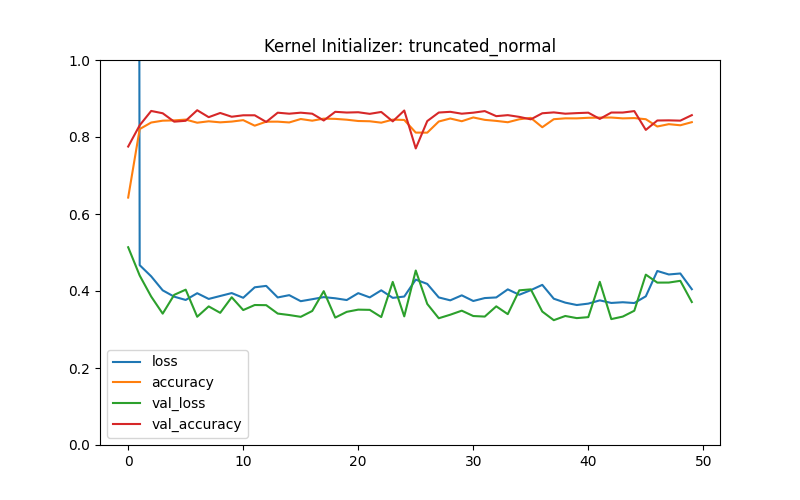 Kernel Initializer: truncated_normal
1.0
0.8
0.6
0.4
0.2
0.0
loss
accuracy
val_loss
val_accuracy
0 10 20 30 40 50